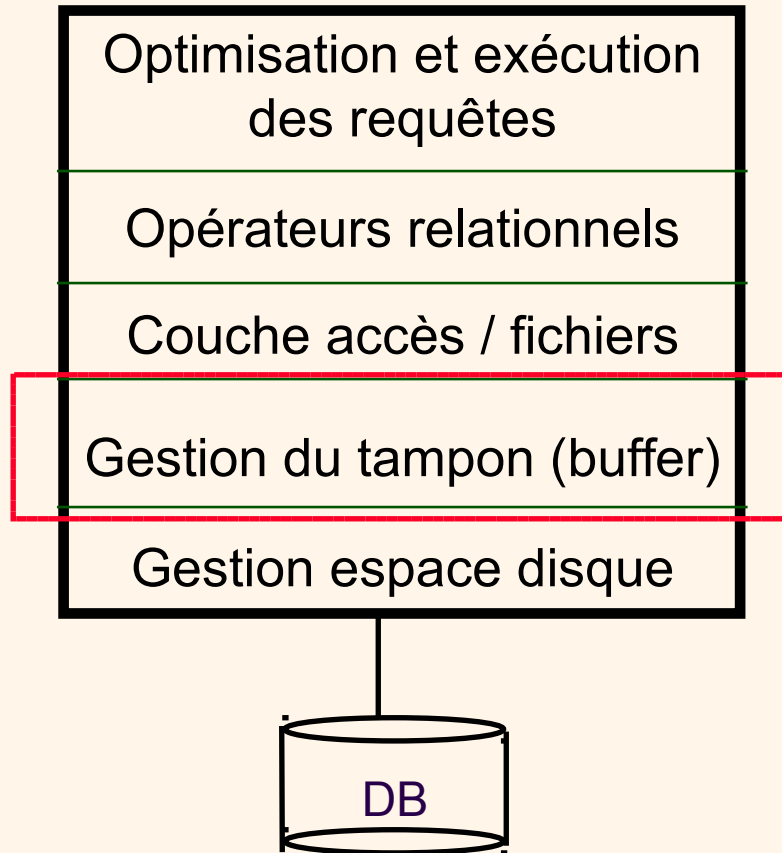 Optimisation et exécution
des requêtes
Opérateurs relationnels
Couche accès / fichiers
Gestion du tampon (buffer)
Gestion espace disque
DB